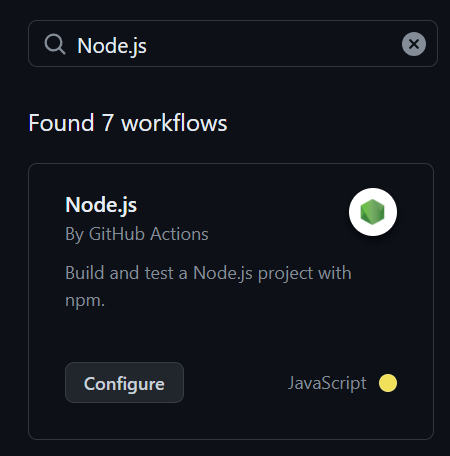 Node.js
Found 7 workflows
Node.js
By GitHub Actions
Build and test a Node.js project with
npm.
Configure
JavaScript